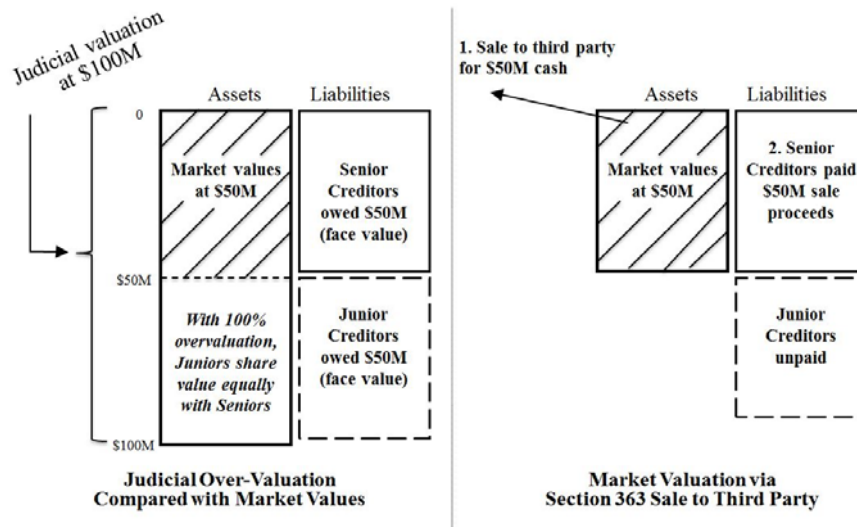 Judicial valuation
at $100M
Assets Liabilities
0
Market values
at $50M
Senior
Creditors
owed $50M
(face value)
$50M
With 100%
overvaluation,
Juniors share
value equally
with Seniors
Junior
Creditors
owed $50M
(face value)
$100M
Judicial Over-Valuation
Compared with Market Values
1. Sale to third party
for $50M cash
Assets Liabilities
Market values
at $50M
2. Senior
Creditors paid
$50M sale
proceeds
Junior
Creditors
unpaid
Market Valuation via
Section 363 Sale to Third Party